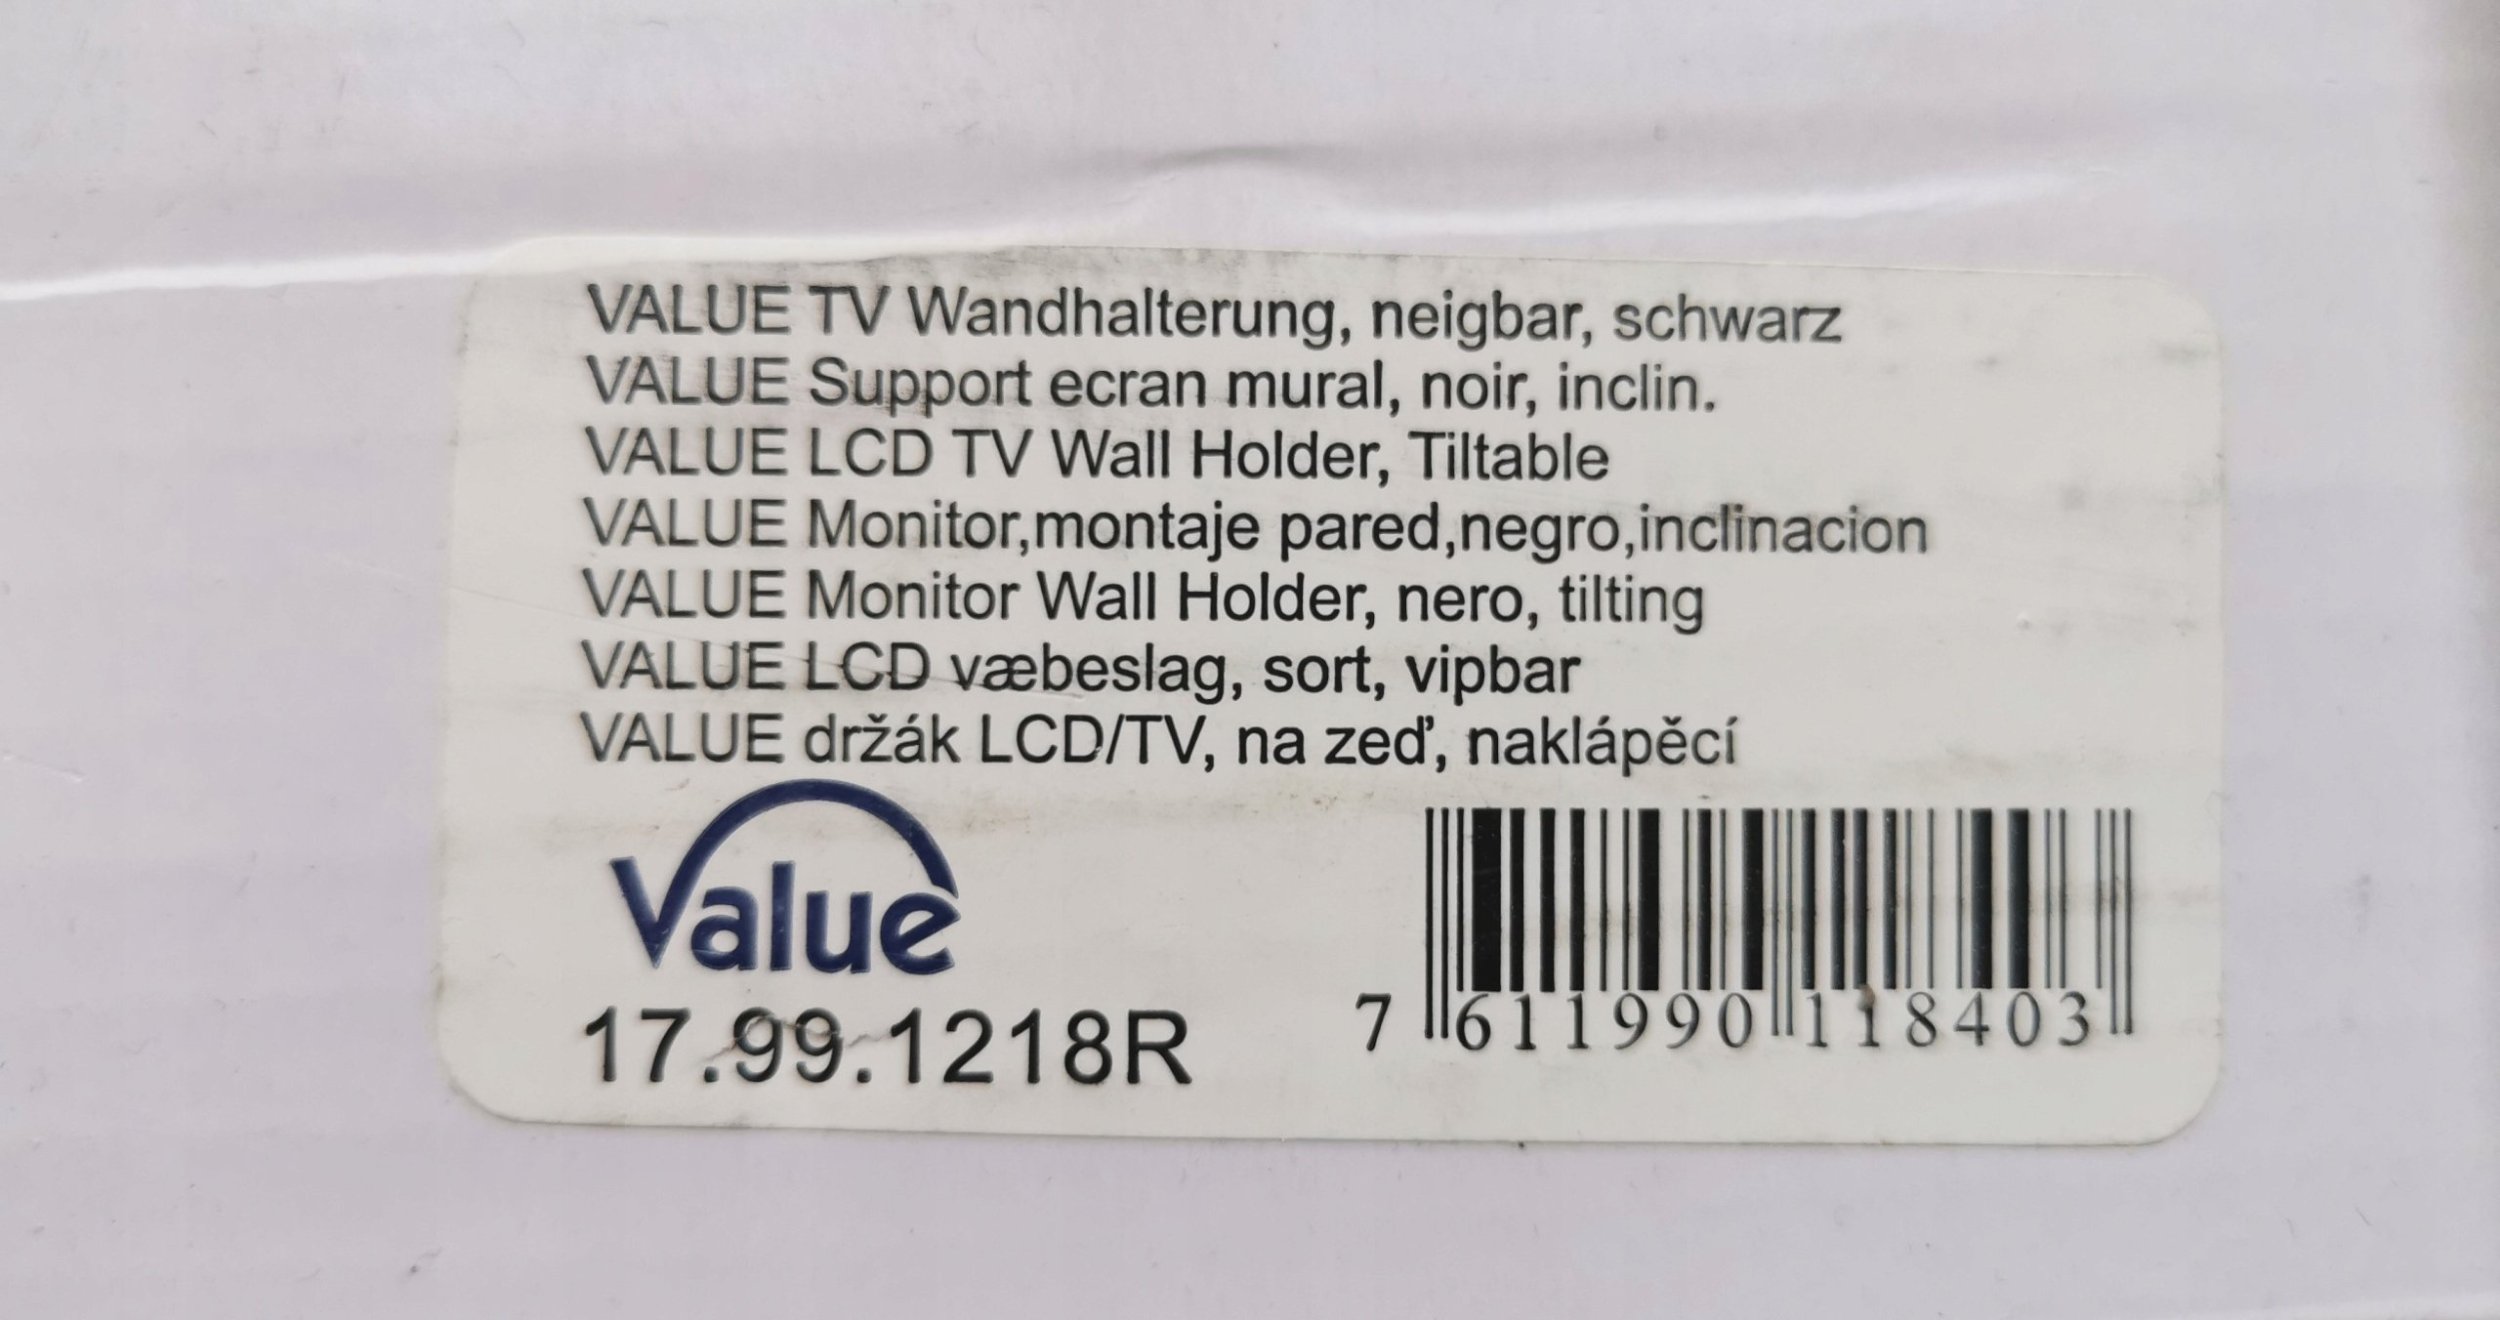 VALUE TV Wandhalterung, neigbar, schwarz
VALUE Support ecran mural, noir, inclin.
VALUE LCD TV Wall Holder, Tiltable
VALUE Monitor,montaje pared,negro,inclinacion
VALUE Monitor Wall Holder, nero, tilting
VALUE LCD væbeslag, sort, vipbar
VALUE držák LCD/TV, na zeď, naklápěcí
Value
17.99.1218R
7 611990 118403